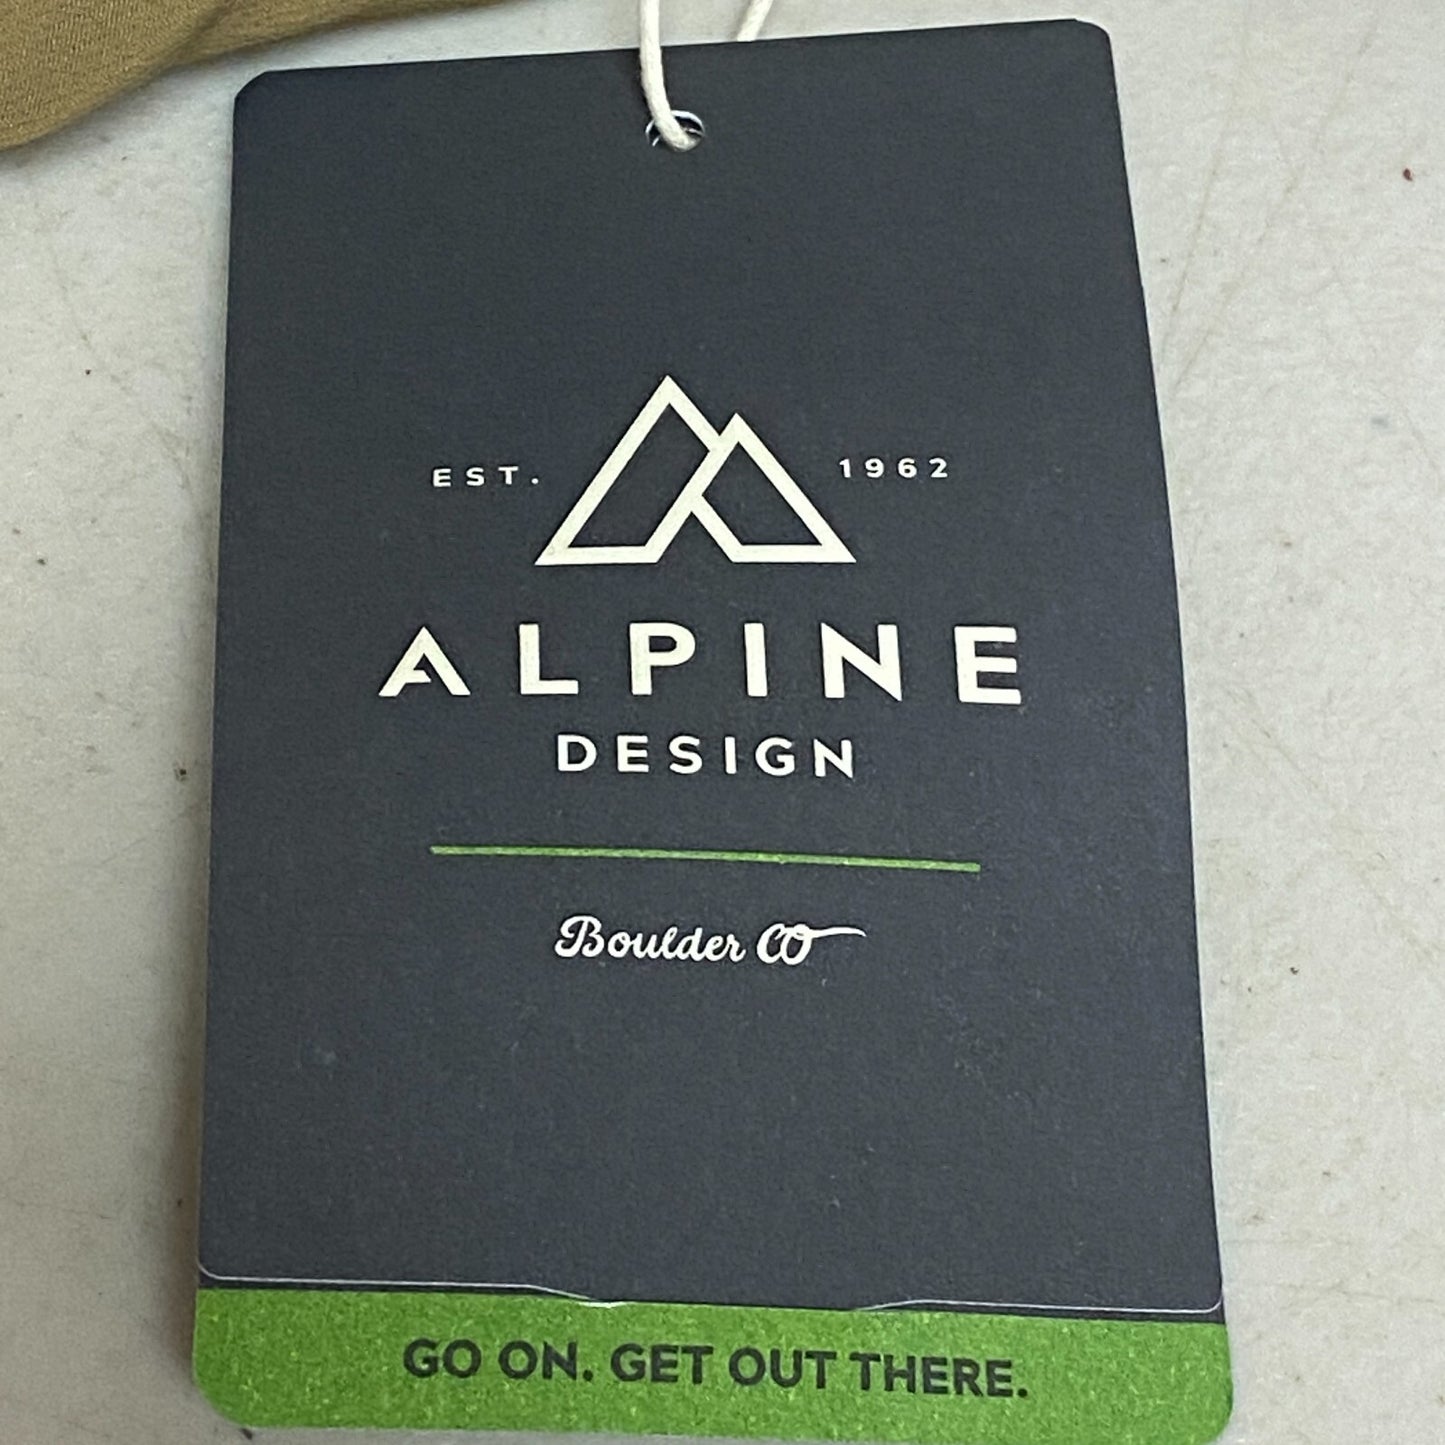 EST. 1962
ALPINE
DESIGN
Boulder CO
GO ON. GET OUT THERE.